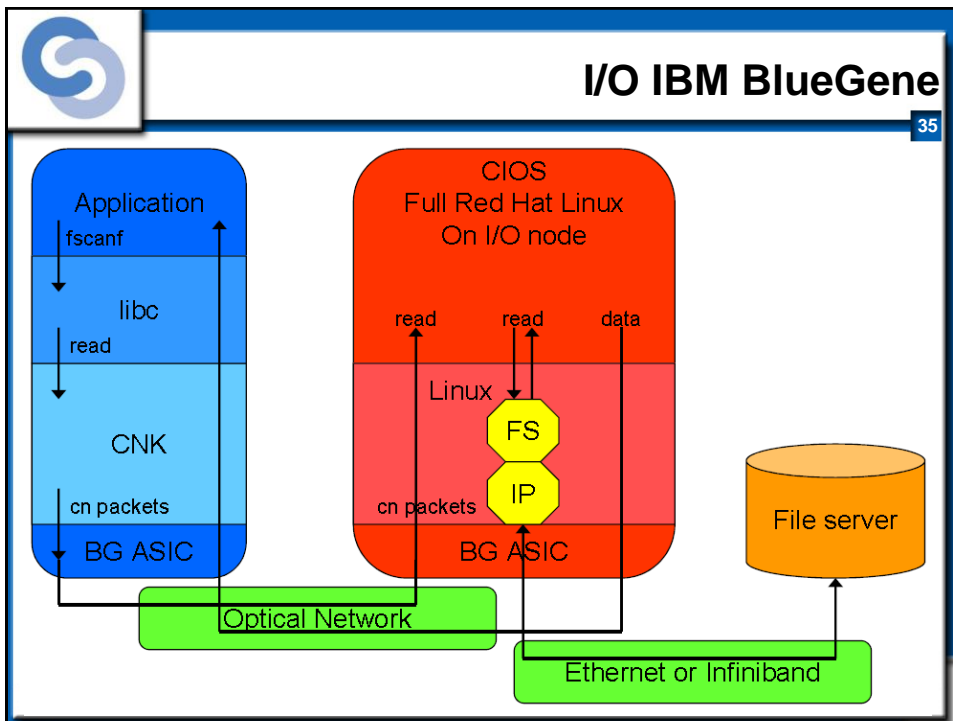 I/O IBM BlueGene
35
Application
fscanf
libc
read
CNK
cn packets
BG ASIC
CIOS
Full Red Hat Linux
On I/O node
read
read
data
Linux
FS
IP
cn packets
BG ASIC
File server
Optical Network
Ethernet or Infiniband